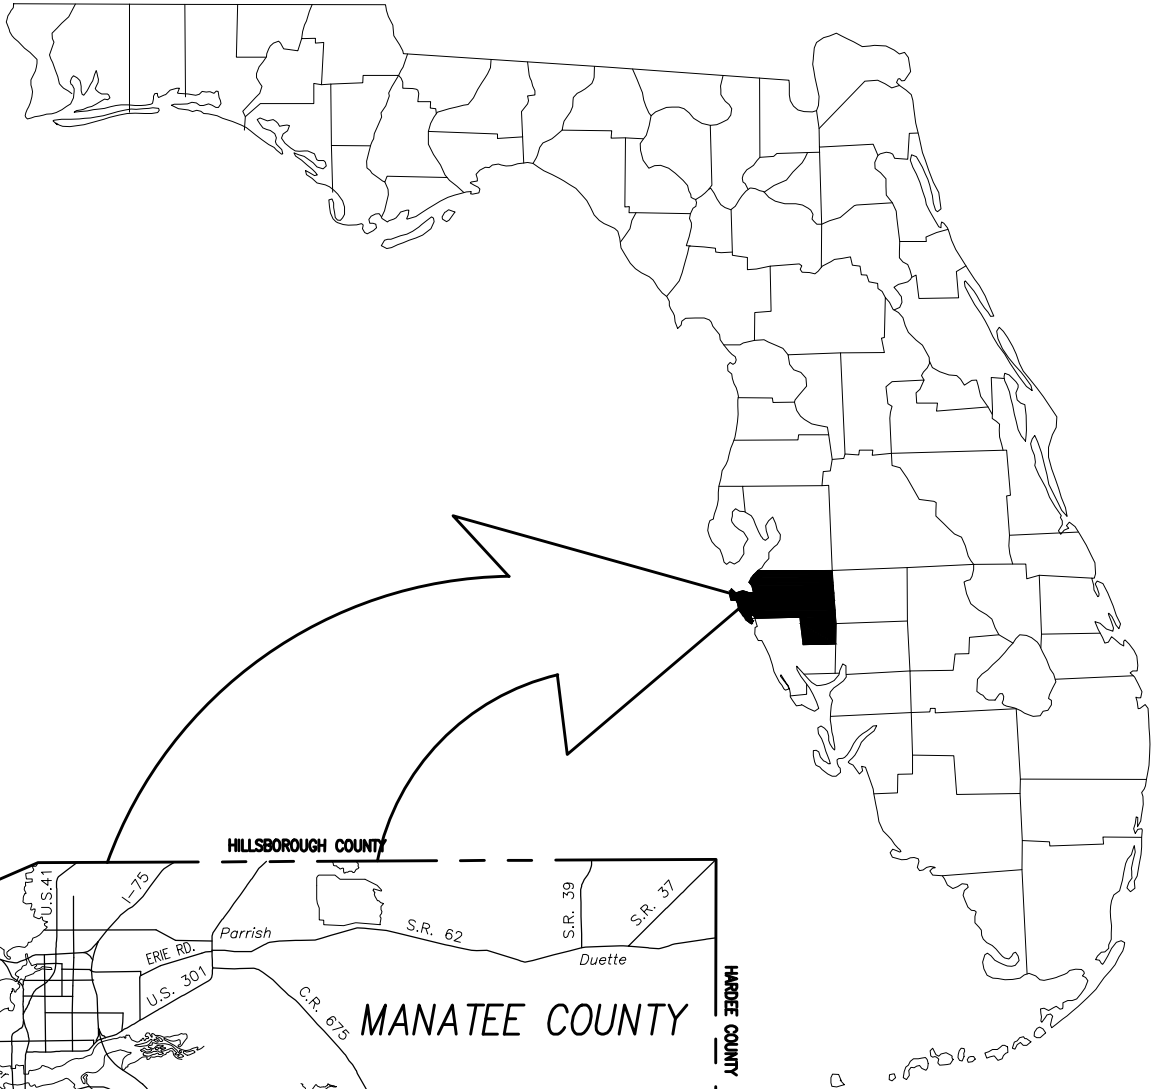 HILLSBOROUGH COUNTY
U.S.41
I-75
S.R. 39
S.R. 37
Parrish
S.R. 62
ERIE RD.
Duette
U.S. 301
C.R. 675
MANATEE COUNTY
HARDEE COUNTY